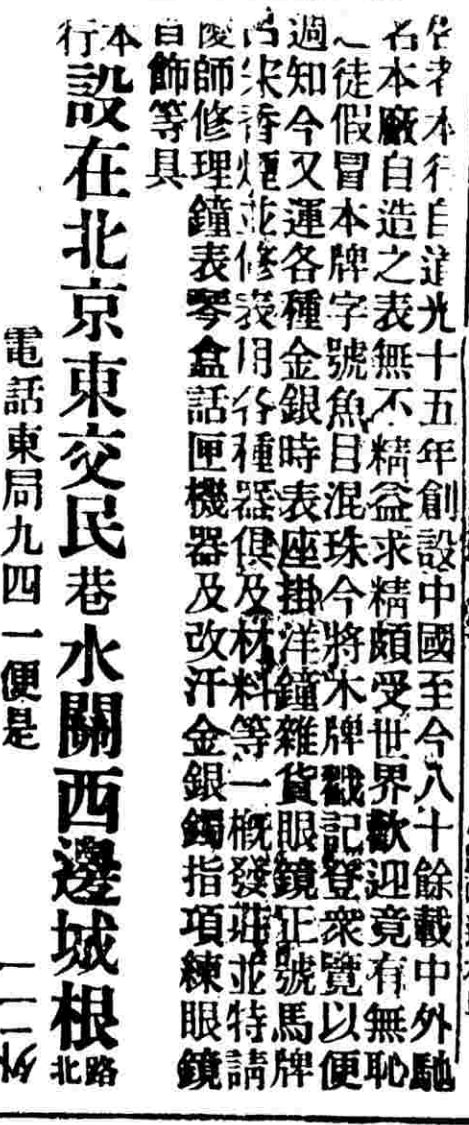 啓者本行自道光十五年創設中國至今八十餘載中外馳
名本廠自造之表無不精益求精頗受世界歡迎竟有無恥
之徒假冒本牌字號魚目混珠今將本牌戳記登衆覽以便
週知今又運各種金銀時表座掛洋鐘雜貨眼鏡正號馬牌
呂宋香煙並修表用各種器俱及材料等一概發莊並特請
師修理鐘表琴盒話匣機器及改汗金銀鐲指項練眼鏡
首飾等具
本行設在北京東交民巷水關西邊城根路北
電話東局九四一便是